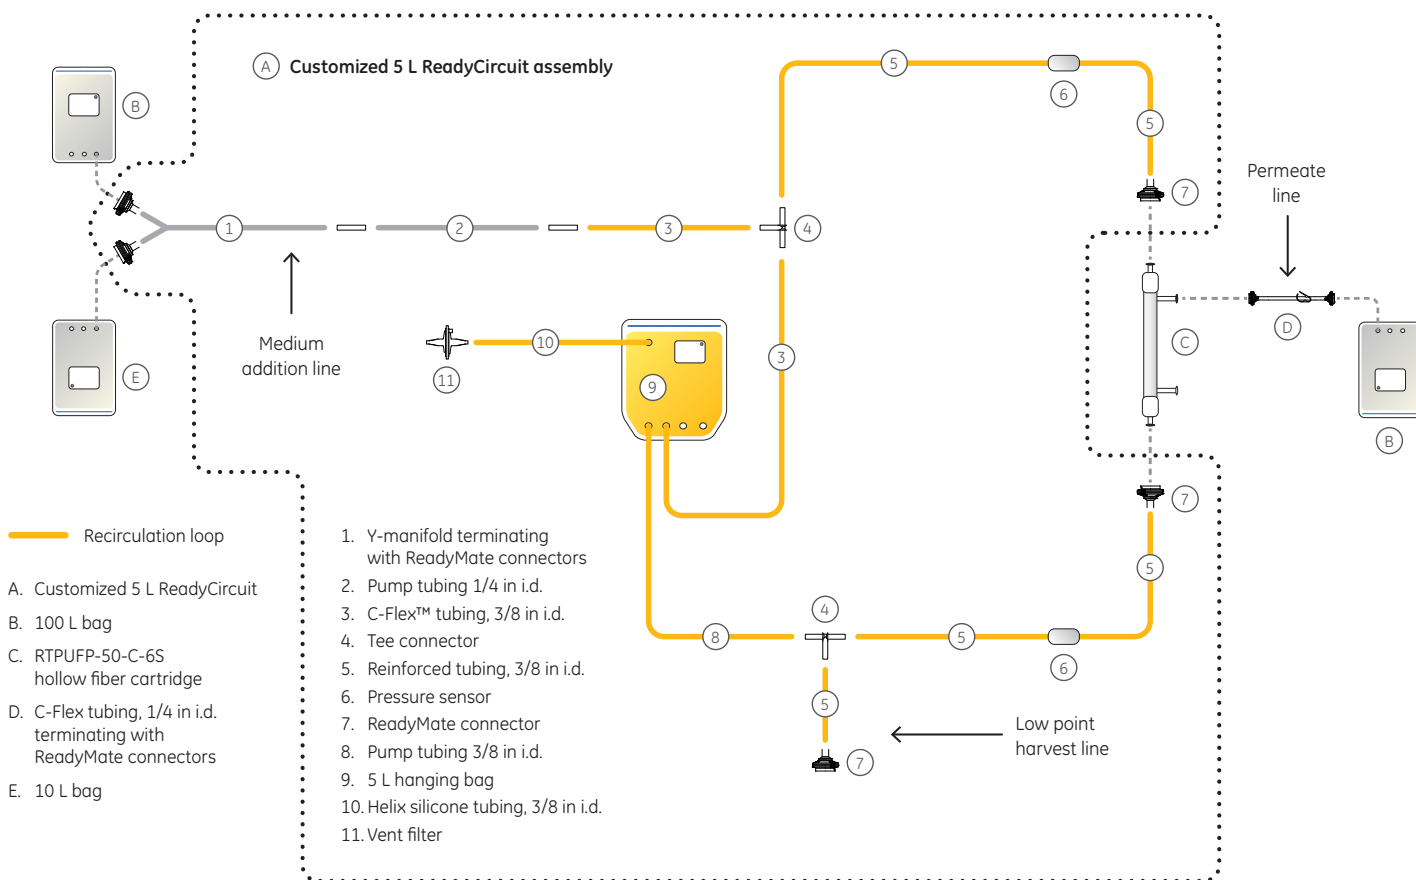 A Customized 5 L ReadyCircuit assembly
5
6
5
B
7
Permeate
line
1
2
3
4
Medium
addition line
10
11
9
3
C
D
E
B
7
5
Recirculation loop
A. Customized 5 L ReadyCircuit
B. 100 L bag
C. RTPUFP-50-C-6S
hollow fiber cartridge
D. C-Flex tubing, 1/4 in i.d.
terminating with
ReadyMate connectors
E. 10 L bag
1. Y-manifold terminating
with ReadyMate connectors
2. Pump tubing 1/4 in i.d.
3. C-Flex™ tubing, 3/8 in i.d.
4. Tee connector
5. Reinforced tubing, 3/8 in i.d.
6. Pressure sensor
7. ReadyMate connector
8. Pump tubing 3/8 in i.d.
9. 5 L hanging bag
10. Helix silicone tubing, 3/8 in i.d.
11. Vent filter
4
8
5
6
5
7
Low point
harvest line